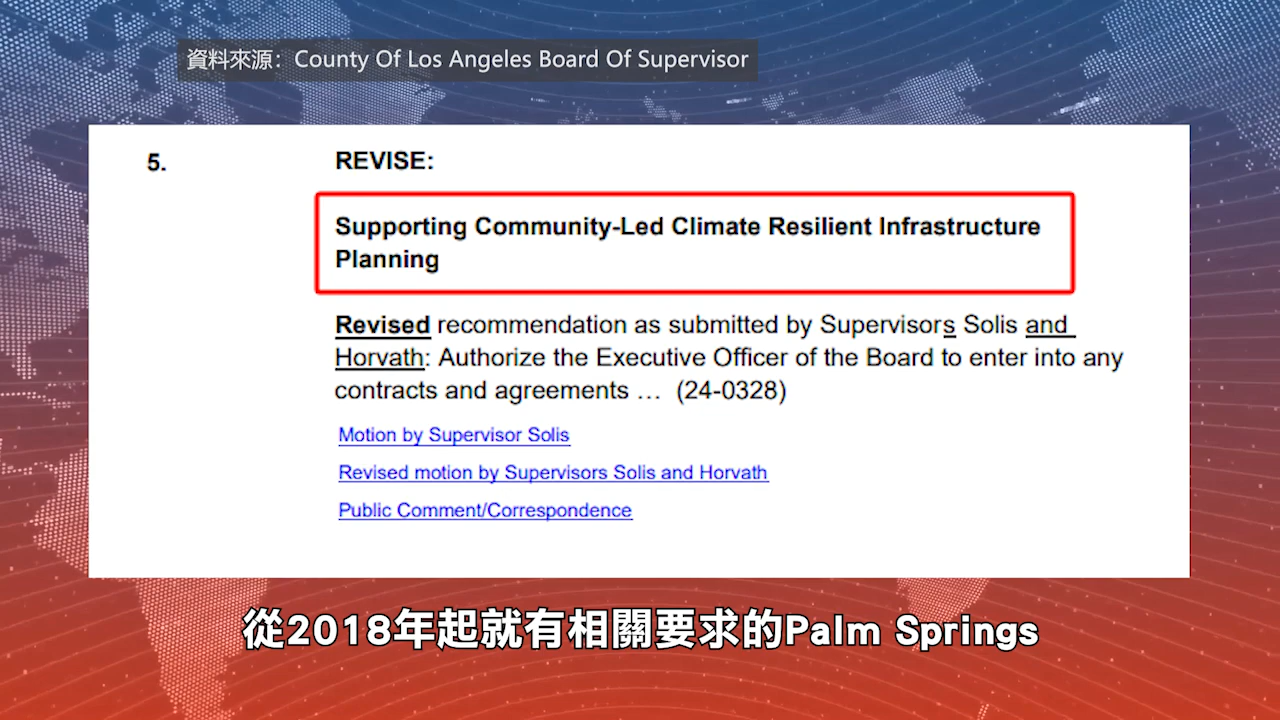 資料來源：County Of Los Angeles Board Of Supervisor
5. REVISE:
Supporting Community-Led Climate Resilient Infrastructure
Planning
Revised recommendation as submitted by Supervisors Solis and
Horvath: Authorize the Executive Officer of the Board to enter into any
contracts and agreements … (24-0328)
Motion by Supervisor Solis
Revised motion by Supervisors Solis and Horvath
Public Comment/Correspondence
從2018年起就有相關要求的Palm Springs